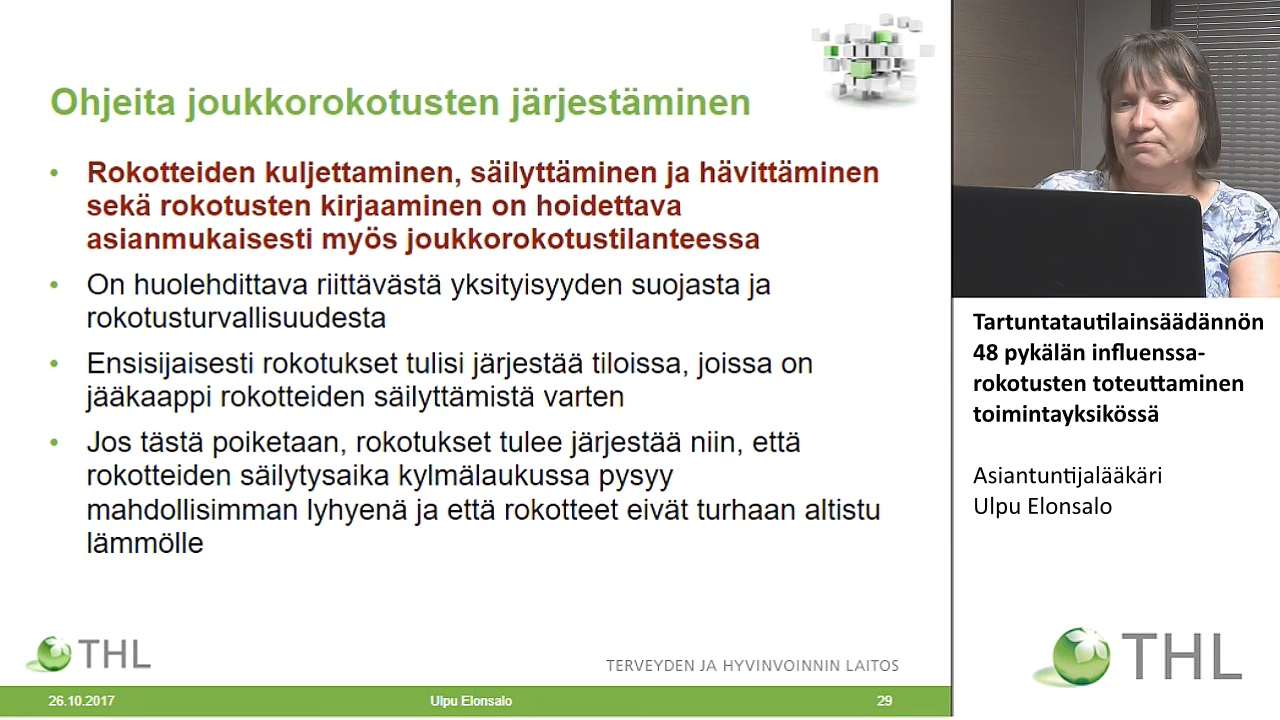 Ohjeita joukkorokotusten järjestäminen
• Rokotteiden kuljettaminen, säilyttäminen ja hävittäminen
sekä rokotusten kirjaaminen on hoidettava
asianmukaisesti myös joukkorokotustilanteessa
• On huolehdittava riittävästä yksityisyyden suojasta ja
rokotusturvallisuudesta
• Ensisijaisesti rokotukset tulisi järjestää tiloissa, joissa on
jääkaappi rokotteiden säilyttämistä varten
• Jos tästä poiketaan, rokotukset tulee järjestää niin, että
rokotteiden säilytysaika kylmälaukussa pysyy
mahdollisimman lyhyenä ja että rokotteet eivät turhaan altistu
lämmölle
THL
TERVEYDEN JA HYVINVOINNIN LAITOS
26.10.2017 Ulpu Elonsalo 29
Tartuntatautilainsäädännön
48 pykälän influenssa-
rokotusten toteuttaminen
toimintayksikössä
Asiantuntijalääkäri
Ulpu Elonsalo
THL